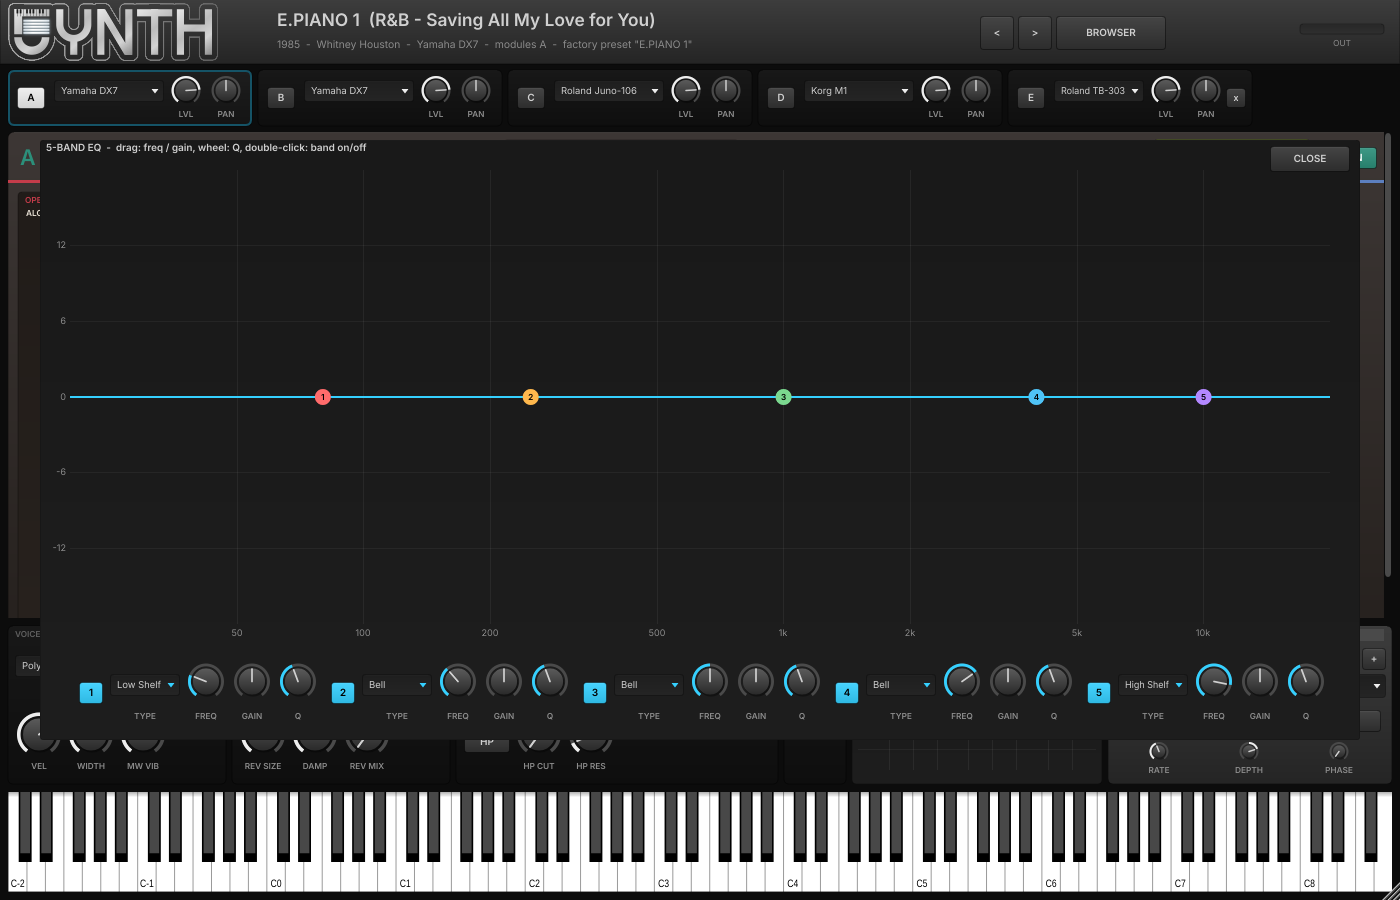 CYNTH
E.PIANO 1 (R&B - Saving All My Love for You)
1985 - Whitney Houston - Yamaha DX7 - modules A - factory preset "E.PIANO 1"
< > BROWSER
OUT
A Yamaha DX7 LVL PAN
B Yamaha DX7 LVL PAN
C Roland Juno-106 LVL PAN
D Korg M1 LVL PAN
E Roland TB-303 LVL PAN x
A
5-BAND EQ - drag: freq / gain, wheel: Q, double-click: band on/off
CLOSE
12
6
0
-6
-12
1 2 3 4 5
50 100 200 500 1k 2k 5k 10k
VOICE
Poly
1 Low Shelf TYPE FREQ GAIN Q
2 Bell TYPE FREQ GAIN Q
3 Bell TYPE FREQ GAIN Q
4 Bell TYPE FREQ GAIN Q
5 High Shelf TYPE FREQ GAIN Q
+
HP
VEL WIDTH MW VIB REV SIZE DAMP REV MIX HP CUT HP RES RATE DEPTH PHASE
C-2 C-1 C0 C1 C2 C3 C4 C5 C6 C7 C8